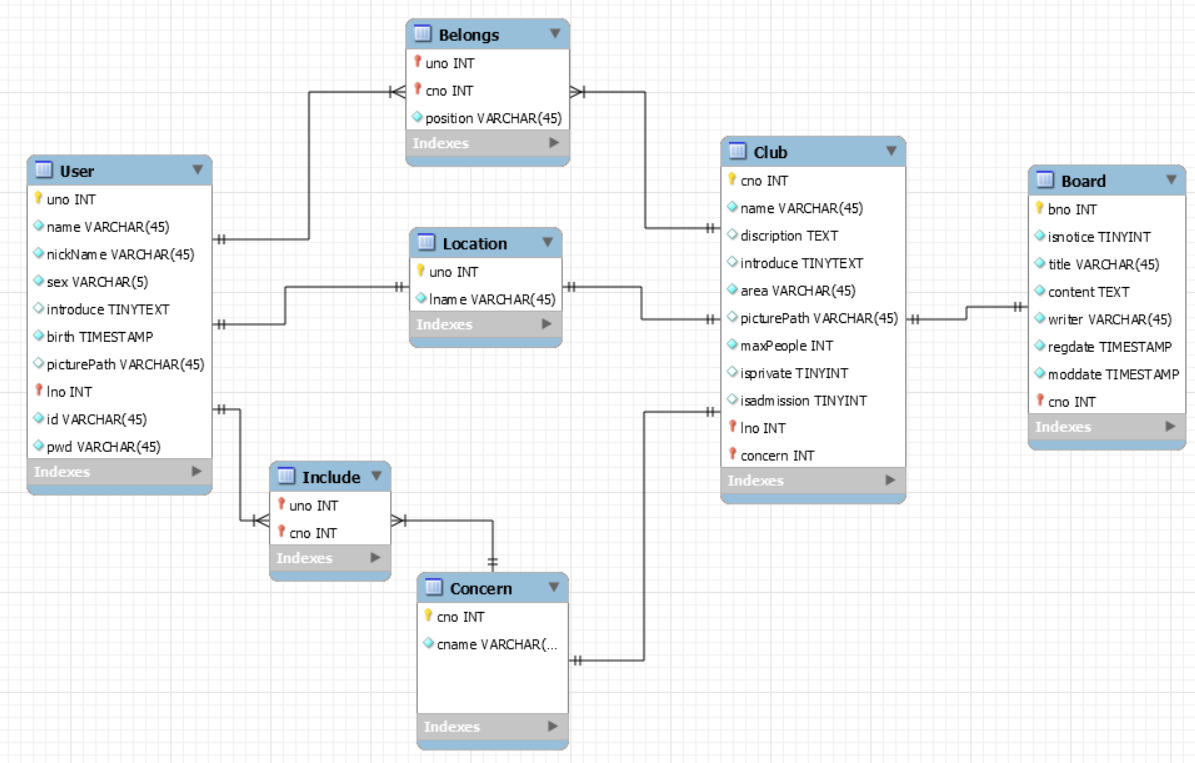 Belongs
uno INT
cno INT
position VARCHAR(45)
Indexes
User
uno INT
name VARCHAR(45)
nickName VARCHAR(45)
sex VARCHAR(5)
introduce TINYTEXT
birth TIMESTAMP
picturePath VARCHAR(45)
lno INT
id VARCHAR(45)
pwd VARCHAR(45)
Indexes
Location
uno INT
lname VARCHAR(45)
Indexes
Club
cno INT
name VARCHAR(45)
discription TEXT
introduce TINYTEXT
area VARCHAR(45)
picturePath VARCHAR(45)
maxPeople INT
isprivate TINYINT
isadmission TINYINT
lno INT
concern INT
Indexes
Board
bno INT
isnotice TINYINT
title VARCHAR(45)
content TEXT
writer VARCHAR(45)
regdate TIMESTAMP
moddate TIMESTAMP
cno INT
Indexes
Include
uno INT
cno INT
Indexes
Concern
cno INT
cname VARCHAR(...
Indexes